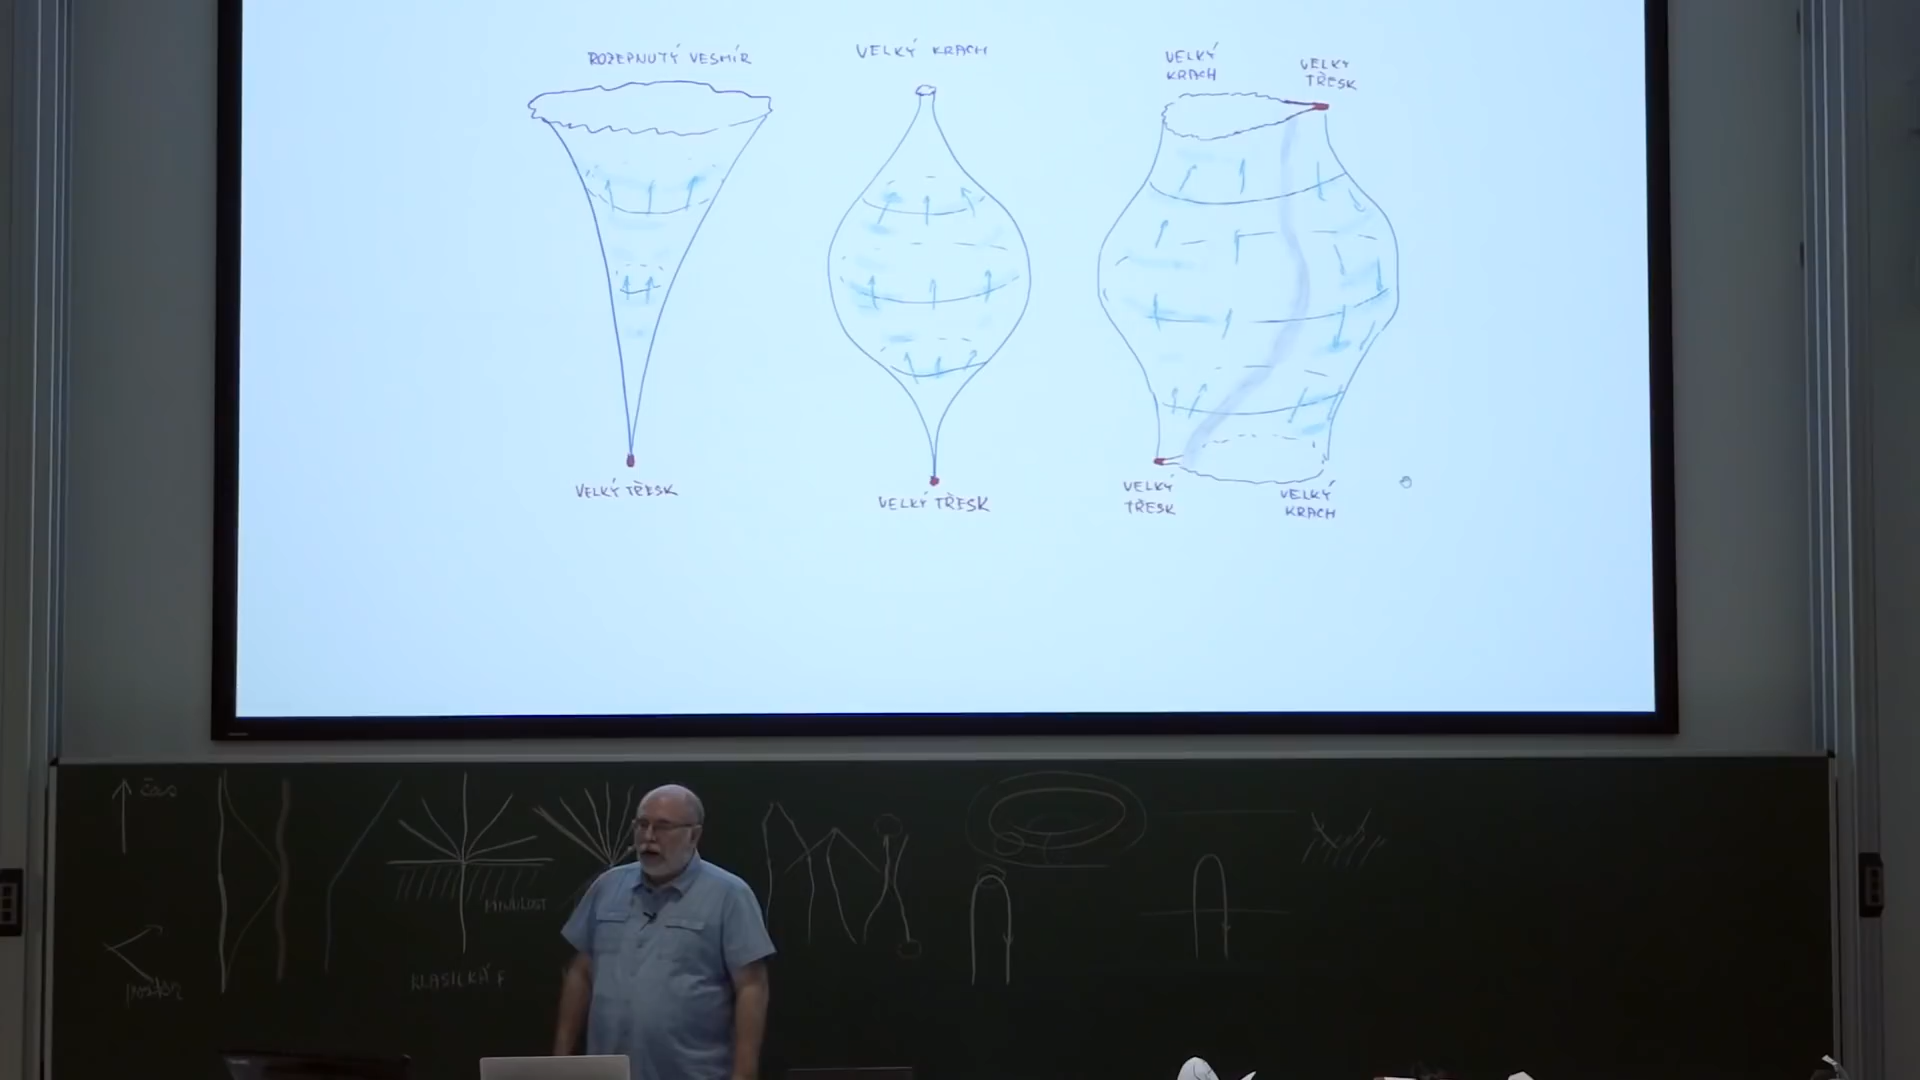 ROZEPNUTÝ VESMÍR
VELKÝ KRACH
VELKÝ
KRACH
VELKÝ
TŘESK
VELKÝ TŘESK
VELKÝ TŘESK
VELKÝ
TŘESK
VELKÝ
KRACH
čas
MINULOST
KLASICKÝ F